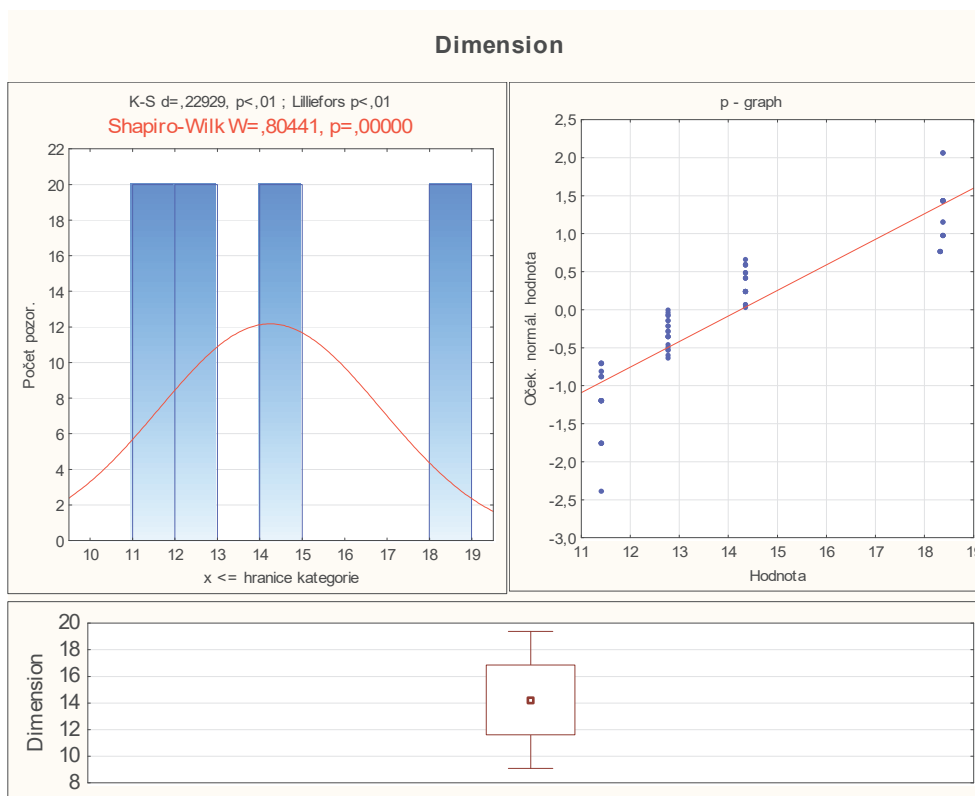 Dimension
K-S d=,22929, p<,01 ; Lilliefors p<,01
Shapiro-Wilk W=,80441, p=,00000
22
20
18
16
14
12
10
8
6
4
2
0
Počet pozor.
10 11 12 13 14 15 16 17 18 19
x <= hranice kategorie
p - graph
2,5
2,0
1,5
1,0
0,5
0,0
-0,5
-1,0
-1,5
-2,0
-2,5
-3,0
Oček. normál. hodnota
11 12 13 14 15 16 17 18 19
Hodnota
20
18
16
14
12
10
8
Dimension